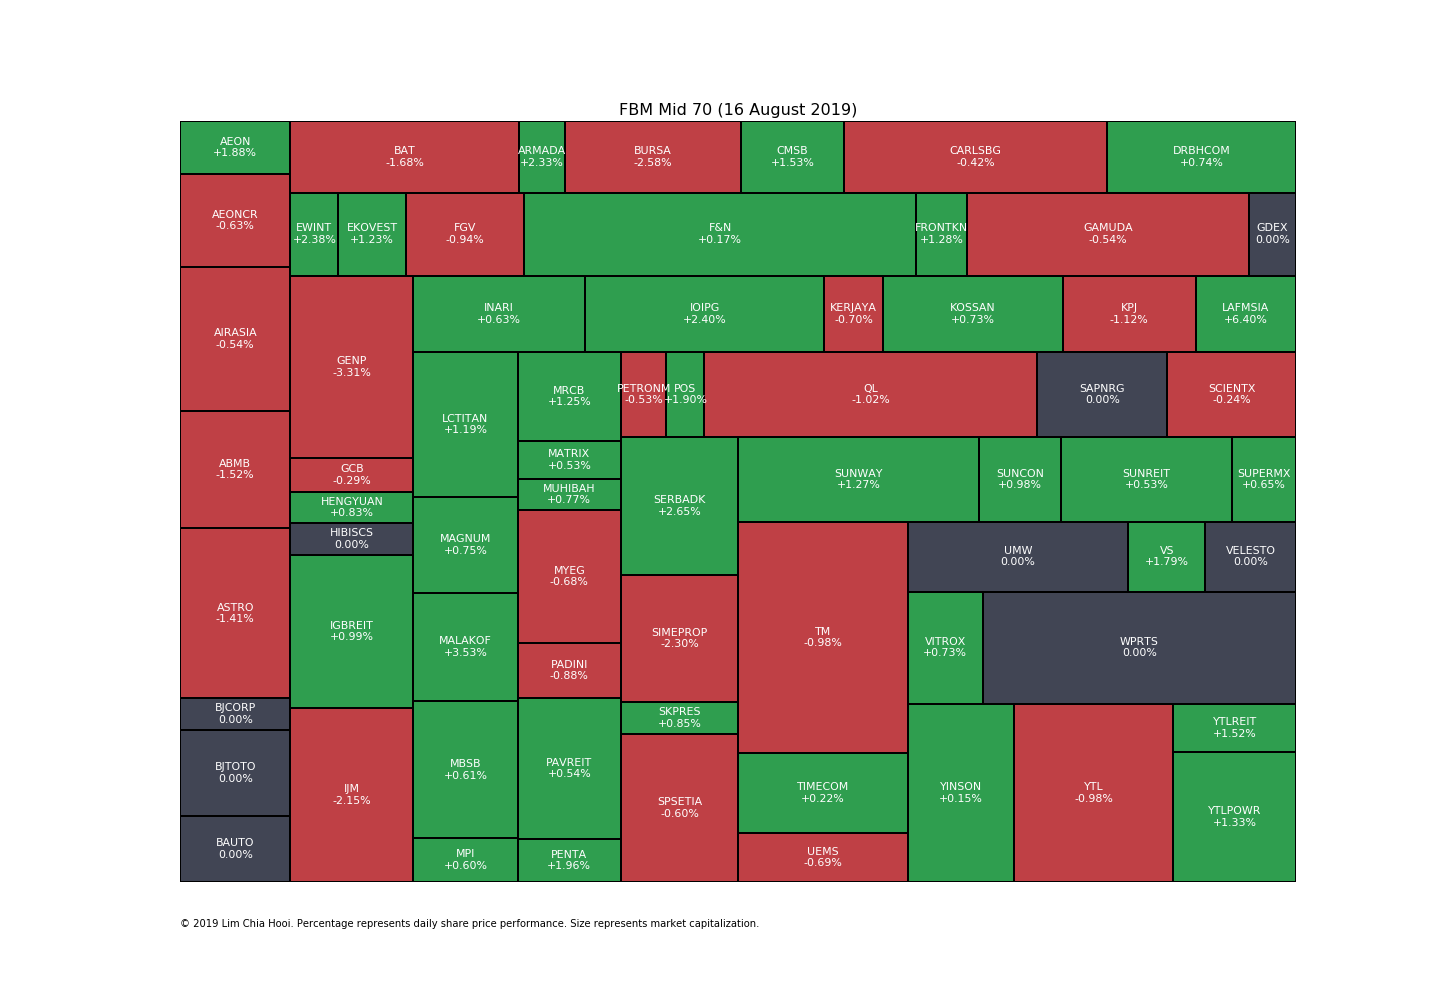 FBM Mid 70 (16 August 2019)
AEON
+1.88%
AEONCR
-0.63%
AIRASIA
-0.54%
ABMB
-1.52%
ASTRO
-1.41%
BJCORP
0.00%
BJTOTO
0.00%
BAUTO
0.00%
BAT
-1.68%
ARMADA
+2.33%
BURSA
-2.58%
CMSB
+1.53%
CARLSBG
-0.42%
DRBHCOM
+0.74%
EWINT
+2.38%
EKOVEST
+1.23%
FGV
-0.94%
F&N
+0.17%
FRONTKN
+1.28%
GAMUDA
-0.54%
GDEX
0.00%
GENP
-3.31%
GCB
-0.29%
HENGYUAN
+0.83%
HIBISCS
0.00%
IGBREIT
+0.99%
IJM
-2.15%
INARI
+0.63%
IOIPG
+2.40%
KERJAYA
-0.70%
KOSSAN
+0.73%
KPJ
-1.12%
LAFMSIA
+6.40%
LCTITAN
+1.19%
MAGNUM
+0.75%
MALAKOF
+3.53%
MBSB
+0.61%
MPI
+0.60%
MRCB
+1.25%
MATRIX
+0.53%
MUHIBAH
+0.77%
MYEG
-0.68%
PADINI
-0.88%
PAVREIT
+0.54%
PENTA
+1.96%
PETRONM
-0.53%
POS
+1.90%
QL
-1.02%
SAPNRG
0.00%
SCIENTX
-0.24%
SERBADK
+2.65%
SIMEPROP
-2.30%
SKPRES
+0.85%
SPSETIA
-0.60%
SUNWAY
+1.27%
SUNCON
+0.98%
SUNREIT
+0.53%
SUPERMX
+0.65%
TM
-0.98%
TIMECOM
+0.22%
UEMS
-0.69%
UMW
0.00%
VS
+1.79%
VELESTO
0.00%
VITROX
+0.73%
WPRTS
0.00%
YINSON
+0.15%
YTL
-0.98%
YTLREIT
+1.52%
YTLPOWR
+1.33%
© 2019 Lim Chia Hooi. Percentage represents daily share price performance. Size represents market capitalization.